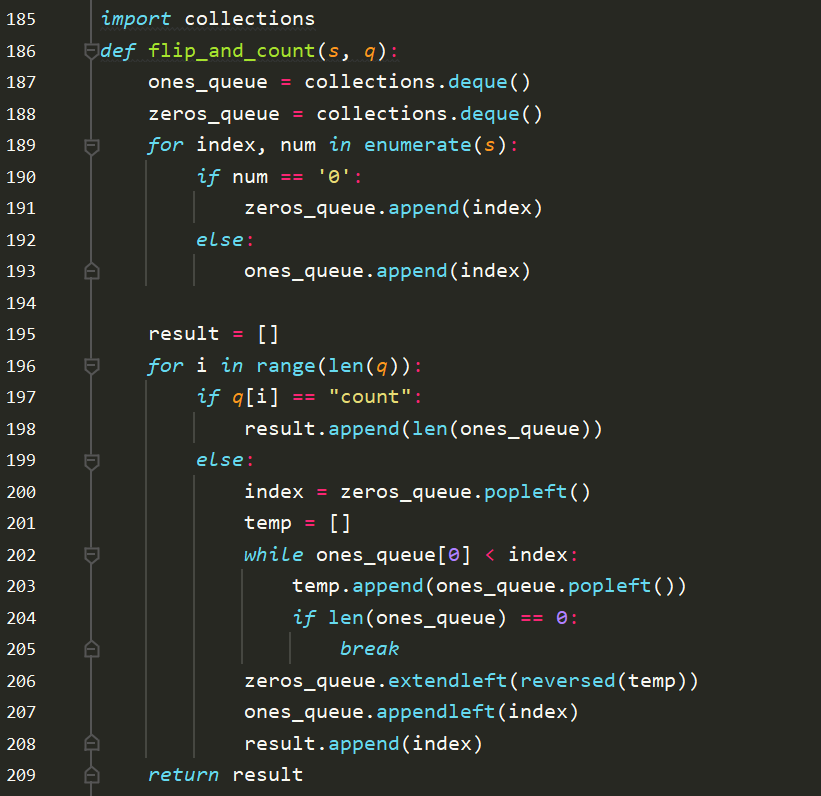 185 import collections
186 def flip_and_count(s, q):
187     ones_queue = collections.deque()
188     zeros_queue = collections.deque()
189     for index, num in enumerate(s):
190         if num == '0':
191             zeros_queue.append(index)
192         else:
193             ones_queue.append(index)
194
195     result = []
196     for i in range(len(q)):
197         if q[i] == "count":
198             result.append(len(ones_queue))
199         else:
200             index = zeros_queue.popleft()
201             temp = []
202             while ones_queue[0] < index:
203                 temp.append(ones_queue.popleft())
204                 if len(ones_queue) == 0:
205                     break
206             zeros_queue.extendleft(reversed(temp))
207             ones_queue.appendleft(index)
208             result.append(index)
209     return result